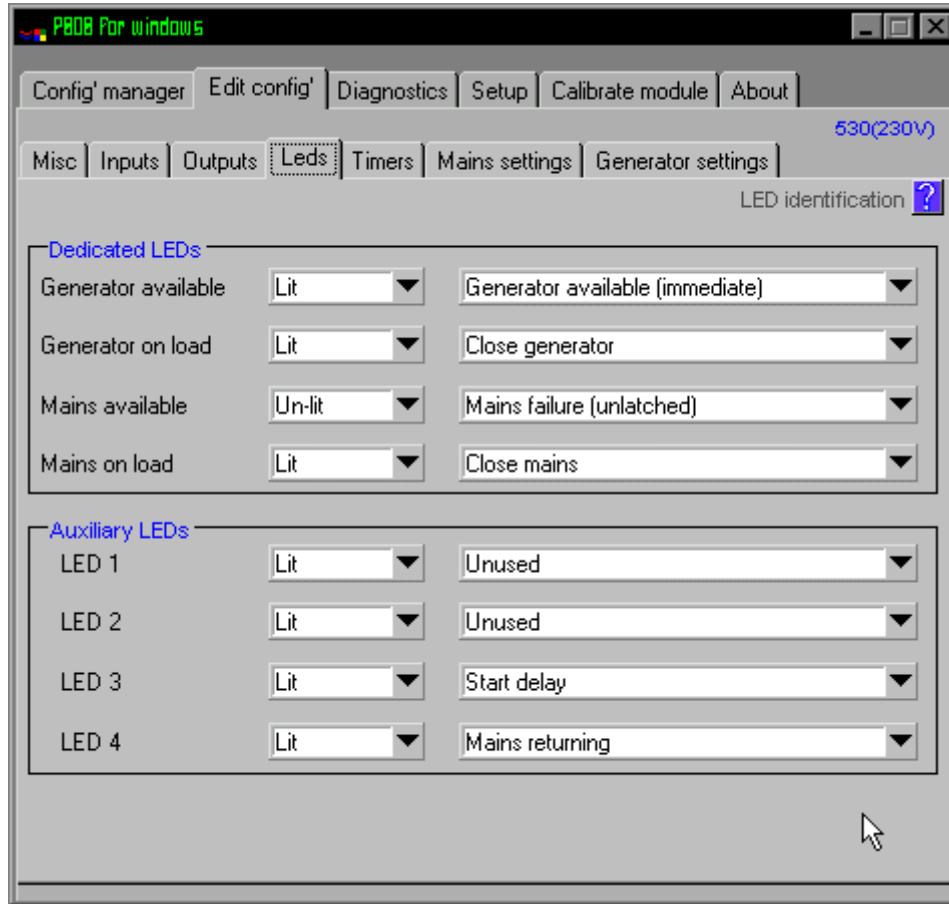 P808 For windows
Config' manager Edit config' Diagnostics Setup Calibrate module About
530(230V)
Misc Inputs Outputs Leds Timers Mains settings Generator settings
LED identification ?
Dedicated LEDs
Generator available Lit Generator available (immediate)
Generator on load Lit Close generator
Mains available Un-lit Mains failure (unlatched)
Mains on load Lit Close mains
Auxiliary LEDs
LED 1 Lit Unused
LED 2 Lit Unused
LED 3 Lit Start delay
LED 4 Lit Mains returning